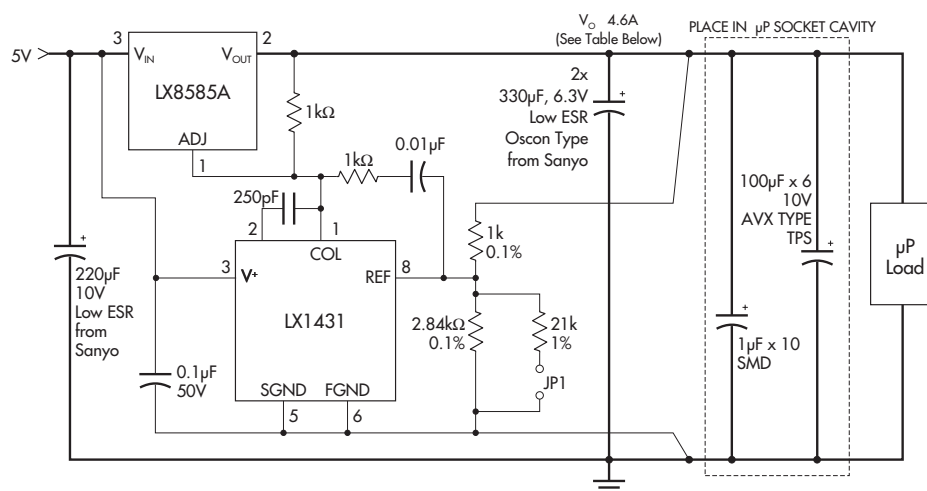 5V
3
V_IN
V_OUT
2
LX8585A
ADJ
1
1kΩ
1kΩ
0.01µF
250pF
2
1
COL
3
V+
REF
8
LX1431
SGND
FGND
5
6
220µF
10V
Low ESR
from
Sanyo
0.1µF
50V
1k
0.1%
2.84kΩ
0.1%
21k
1%
JP1
V_O 4.6A
(See Table Below)
2x
330µF, 6.3V
Low ESR
Oscon Type
from Sanyo
+
+
PLACE IN µP SOCKET CAVITY
100µF x 6
10V
AVX TYPE
TPS
+
+
1µF x 10
SMD
µP
Load